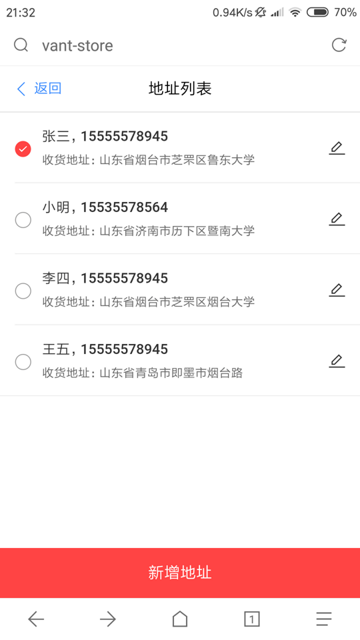 21:32
0.94K/s
70%
vant-store
返回
地址列表
张三, 15555578945
收货地址: 山东省烟台市芝罘区鲁东大学
小明, 15535578564
收货地址: 山东省济南市历下区暨南大学
李四, 15555578945
收货地址: 山东省烟台市芝罘区烟台大学
王五, 15555578945
收货地址: 山东省青岛市即墨市烟台路
新增地址
1